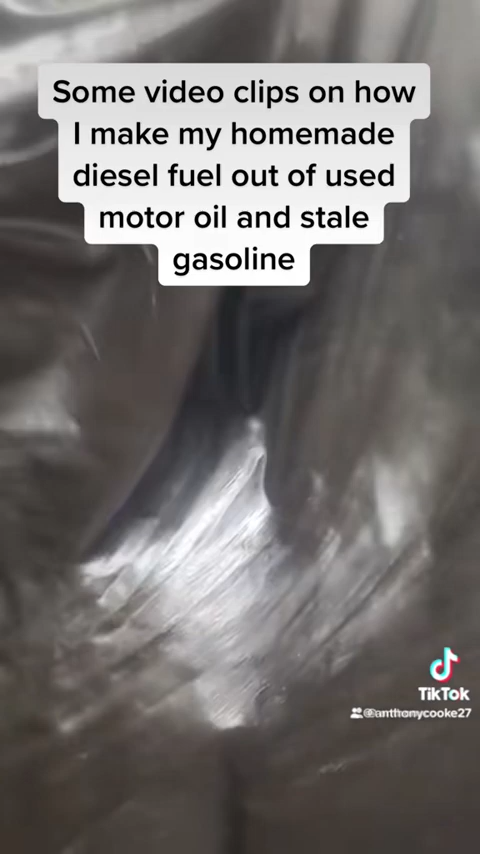 Some video clips on how
I make my homemade
diesel fuel out of used
motor oil and stale
gasoline
TikTok
@anthonycooke27